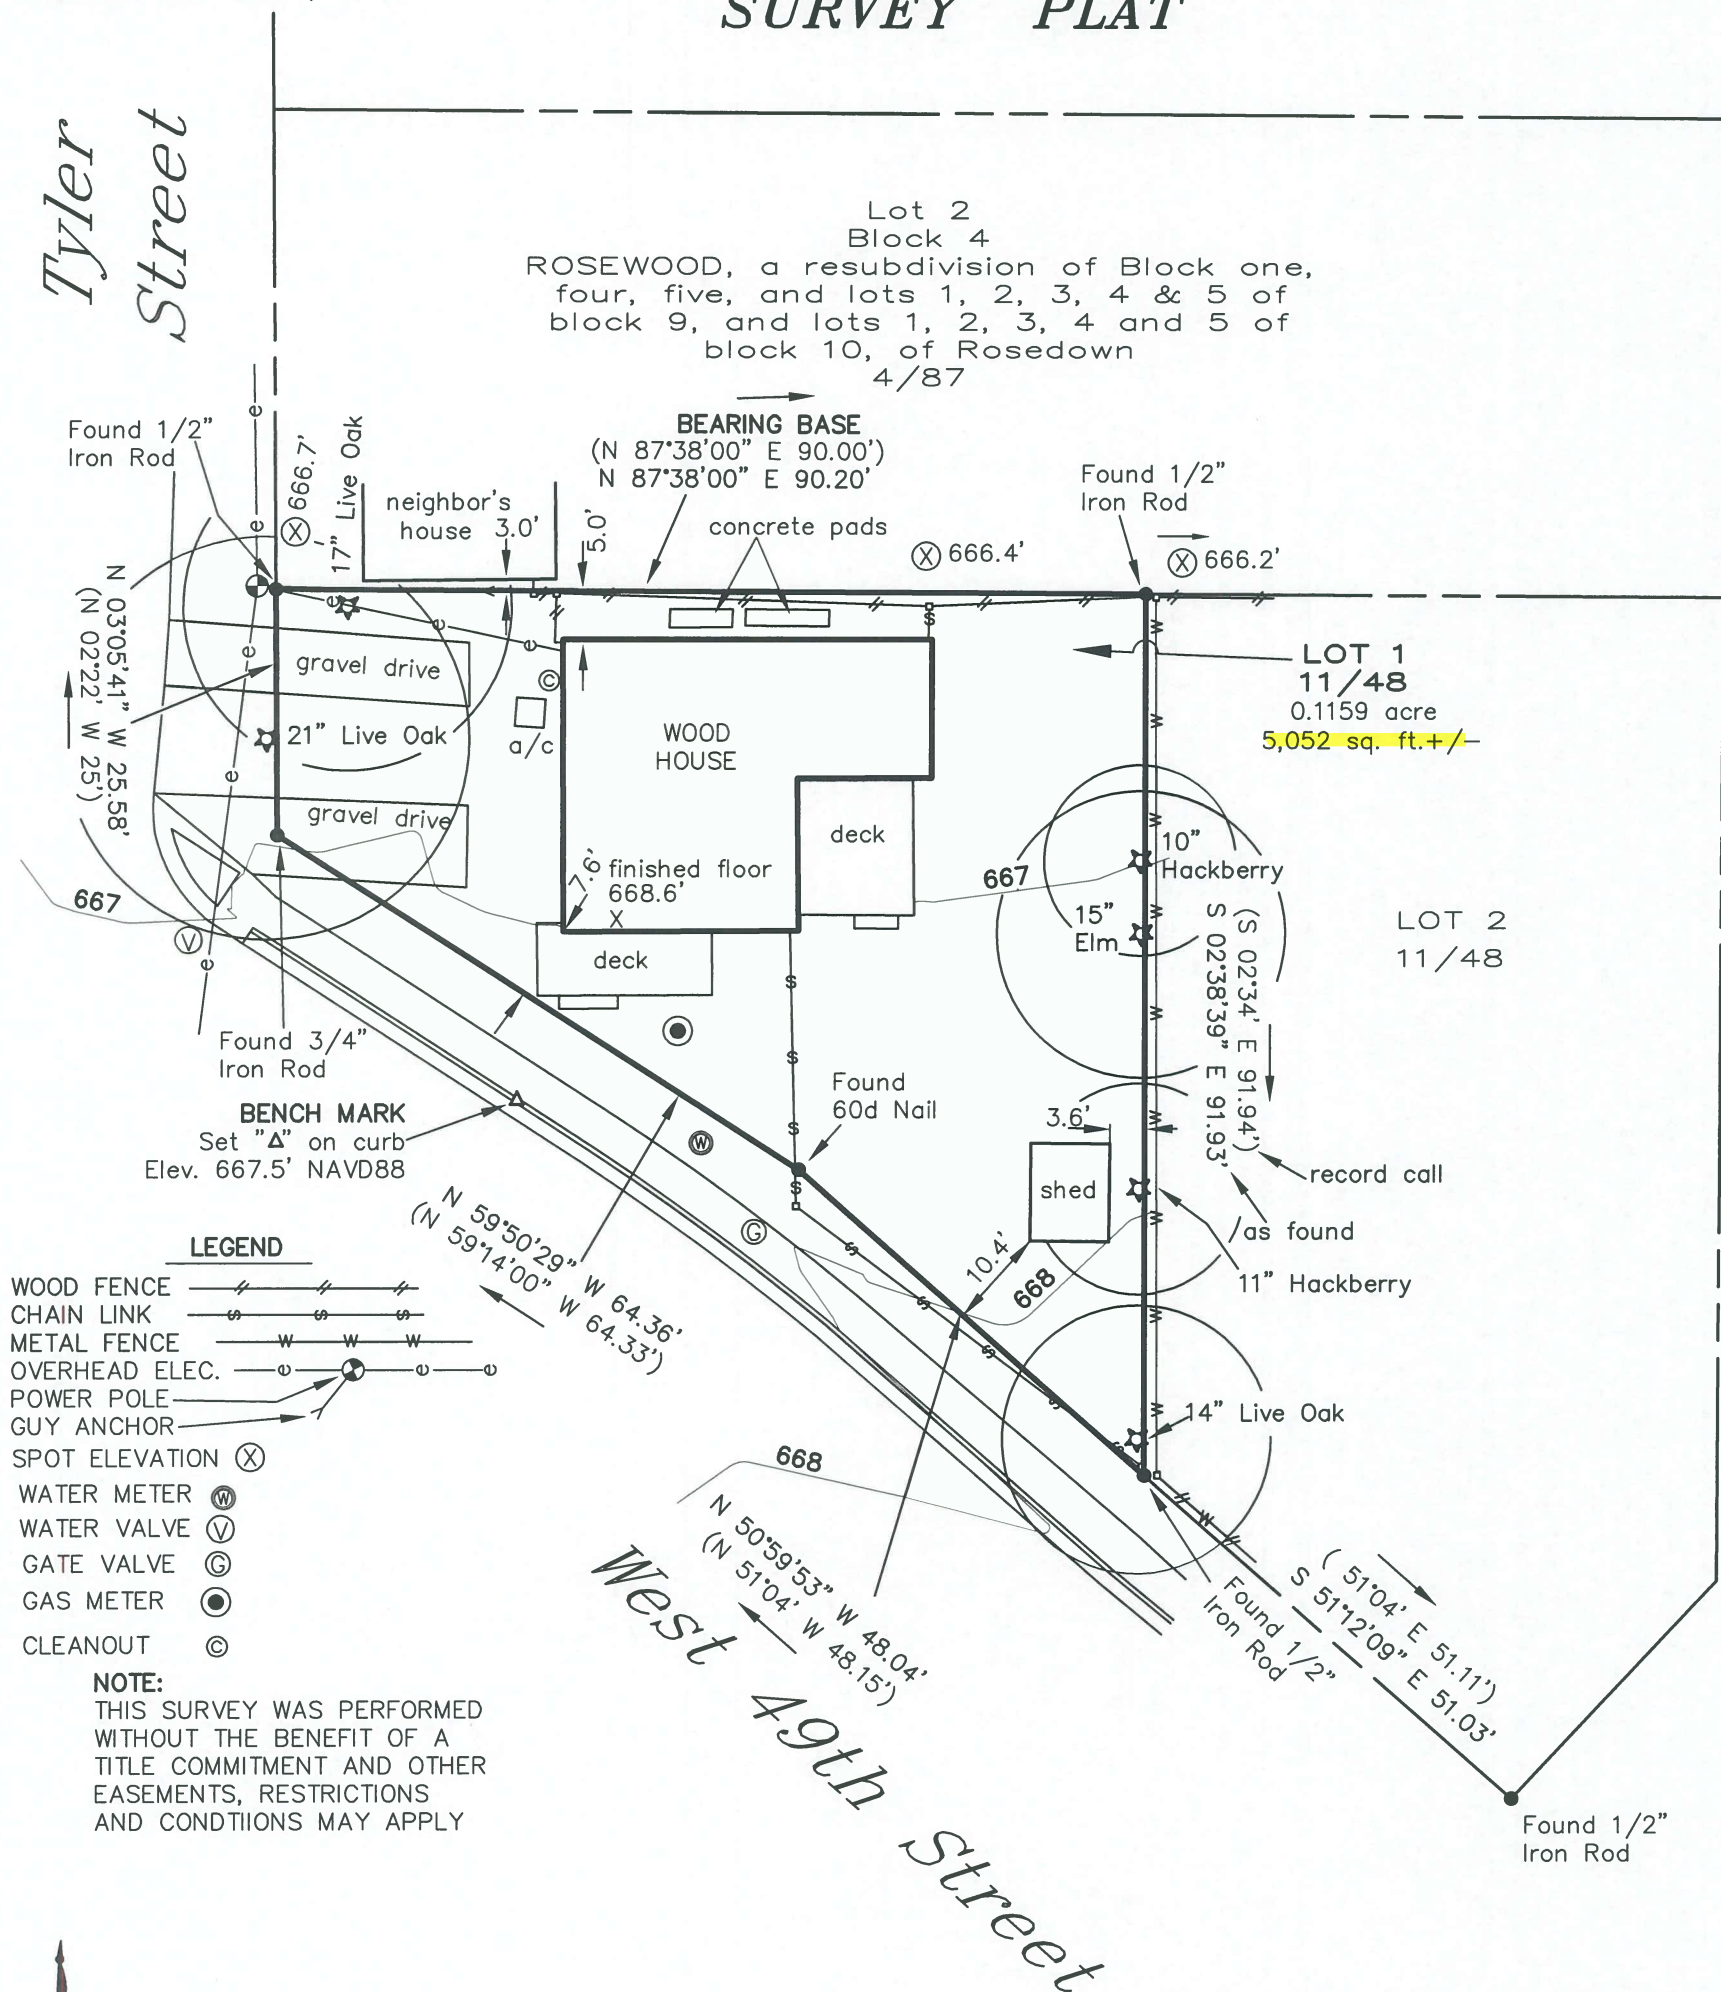 SURVEY PLAT
Tyler
Street
Lot 2
Block 4
ROSEWOOD, a resubdivision of Block one,
four, five, and lots 1, 2, 3, 4 & 5 of
block 9, and lots 1, 2, 3, 4 and 5 of
block 10, of Rosedown
4/87
BEARING BASE
(N 87°38'00" E 90.00')
N 87°38'00" E 90.20'
Found 1/2"
Iron Rod
666.7'
17" Live Oak
neighbor's
house 3.0'
5.0'
concrete pads
X 666.4'
Found 1/2"
Iron Rod
X 666.2'
X
N 03°05'41" W 25.58'
(N 02°22' W 25')
gravel drive
21" Live Oak
gravel drive
C
a/c
WOOD
HOUSE
LOT 1
11/48
0.1159 acre
5,052 sq. ft.+/-
deck
7.6'
finished floor
668.6'
X
deck
667
667
10"
Hackberry
15"
Elm
LOT 2
11/48
(S 02°34' E 91.94')
S 02°38'39" E 91.93'
V
Found 3/4"
Iron Rod
BENCH MARK
Set "Δ" on curb
Elev. 667.5' NAVD88
Found
60d Nail
W
G
3.6'
shed
record call
as found
11" Hackberry
10.4'
668
N 59°50'29" W 64.36'
(N 59°14'00" W 64.33')
14" Live Oak
668
N 50°59'53" W 48.04'
(N 51°04' W 48.15')
Found 1/2"
Iron Rod
( 51°04' E 51.11')
S 51°12'09" E 51.03'
West 49th Street
Found 1/2"
Iron Rod
LEGEND
WOOD FENCE
CHAIN LINK s s s
METAL FENCE W W W
OVERHEAD ELEC. e e e
POWER POLE
GUY ANCHOR
SPOT ELEVATION X
WATER METER W
WATER VALVE V
GATE VALVE G
GAS METER
CLEANOUT C
NOTE:
THIS SURVEY WAS PERFORMED
WITHOUT THE BENEFIT OF A
TITLE COMMITMENT AND OTHER
EASEMENTS, RESTRICTIONS
AND CONDTIIONS MAY APPLY